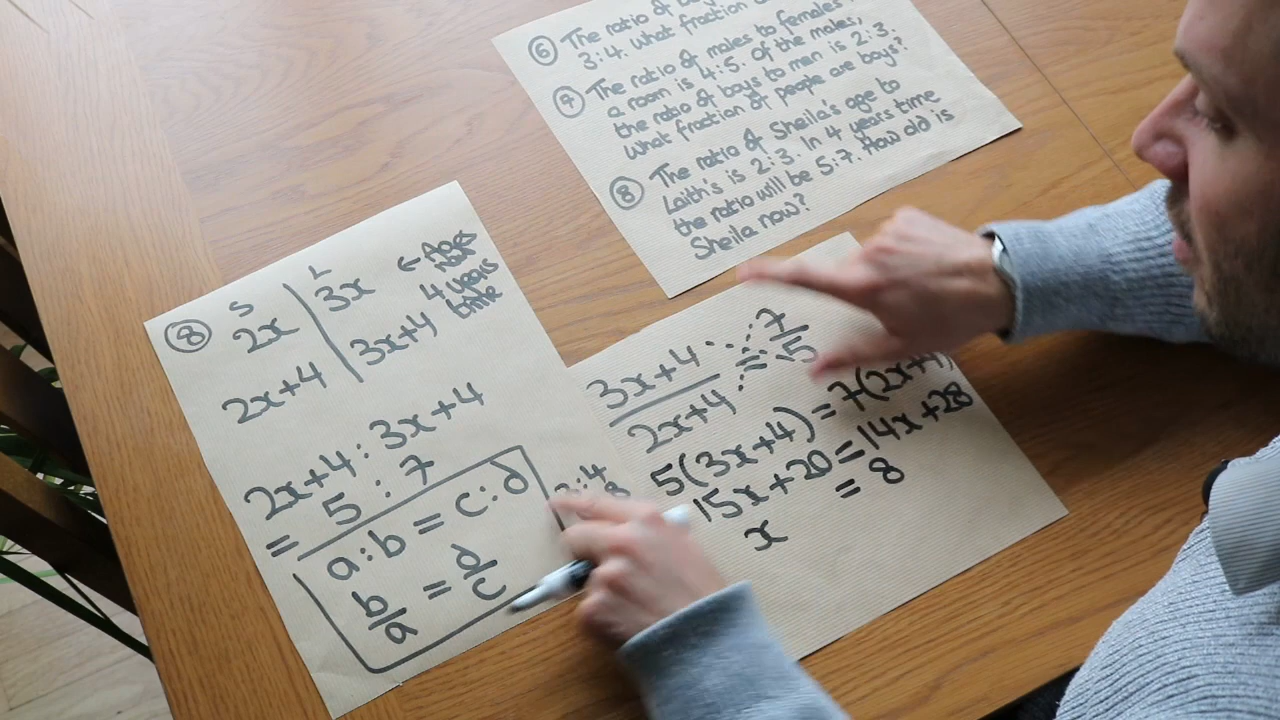 6 The ratio of
3:4. What fraction
7 The ratio of males to females
a room is 4:5. Of the males,
the ratio of boys to men is 2:3.
What fraction of people are boys?
8 The ratio of Sheila's age to
Laith's is 2:3. In 4 years time
the ratio will be 5:7. How old is
Sheila now?
8
S L
2x 3x ← Ages now
2x+4 3x+4 4 years time
2x+4 : 3x+4
= 5 : 7
a:b = c:d
b/a = d/c
3x+4/2x+4 = 7/5
5(3x+4) = 7(2x+4)
15x+20 = 14x+28
x = 8